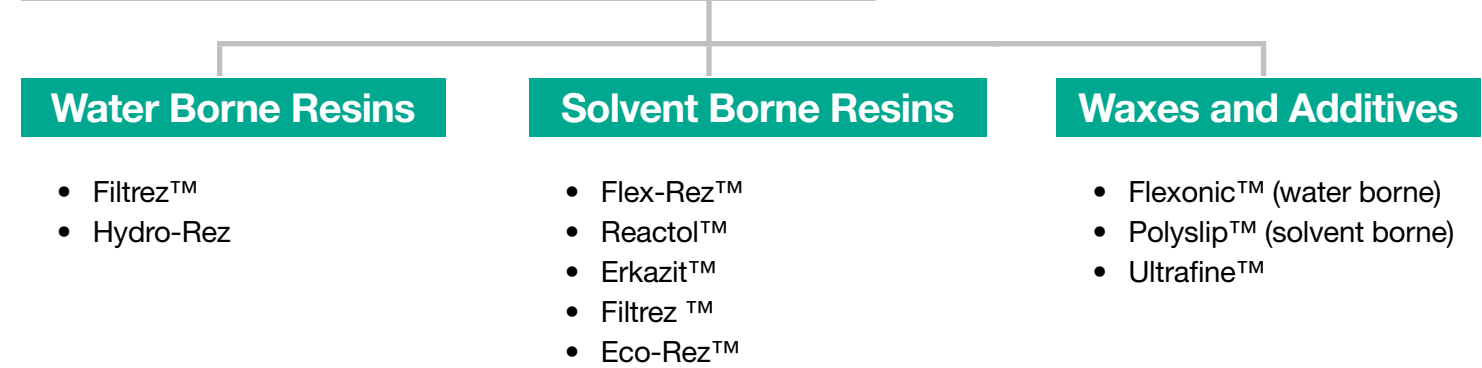 Water Borne Resins
• Filtrez™
• Hydro-Rez
Solvent Borne Resins
• Flex-Rez™
• Reactol™
• Erkazit™
• Filtrez ™
• Eco-Rez™
Waxes and Additives
• Flexonic™ (water borne)
• Polyslip™ (solvent borne)
• Ultrafine™